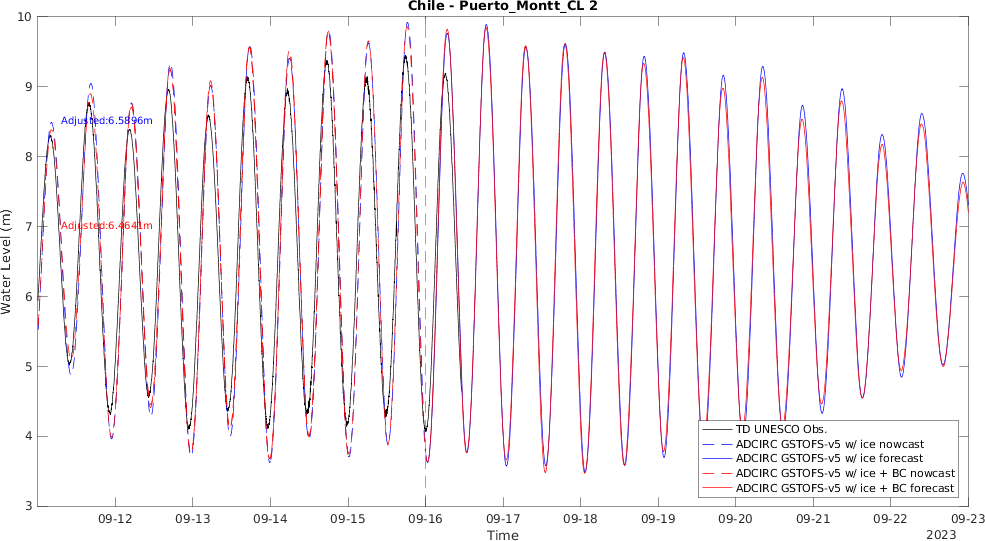 Chile - Puerto_Montt_CL 2
Water Level (m)
10
9
8
7
6
5
4
3
Adjusted:6.5896m
Adjusted:6.4641m
TD UNESCO Obs.
ADCIRC GSTOFS-v5 w/ ice nowcast
ADCIRC GSTOFS-v5 w/ ice forecast
ADCIRC GSTOFS-v5 w/ ice + BC nowcast
ADCIRC GSTOFS-v5 w/ ice + BC forecast
09-12 09-13 09-14 09-15 09-16 09-17 09-18 09-19 09-20 09-21 09-22 09-23
2023
Time